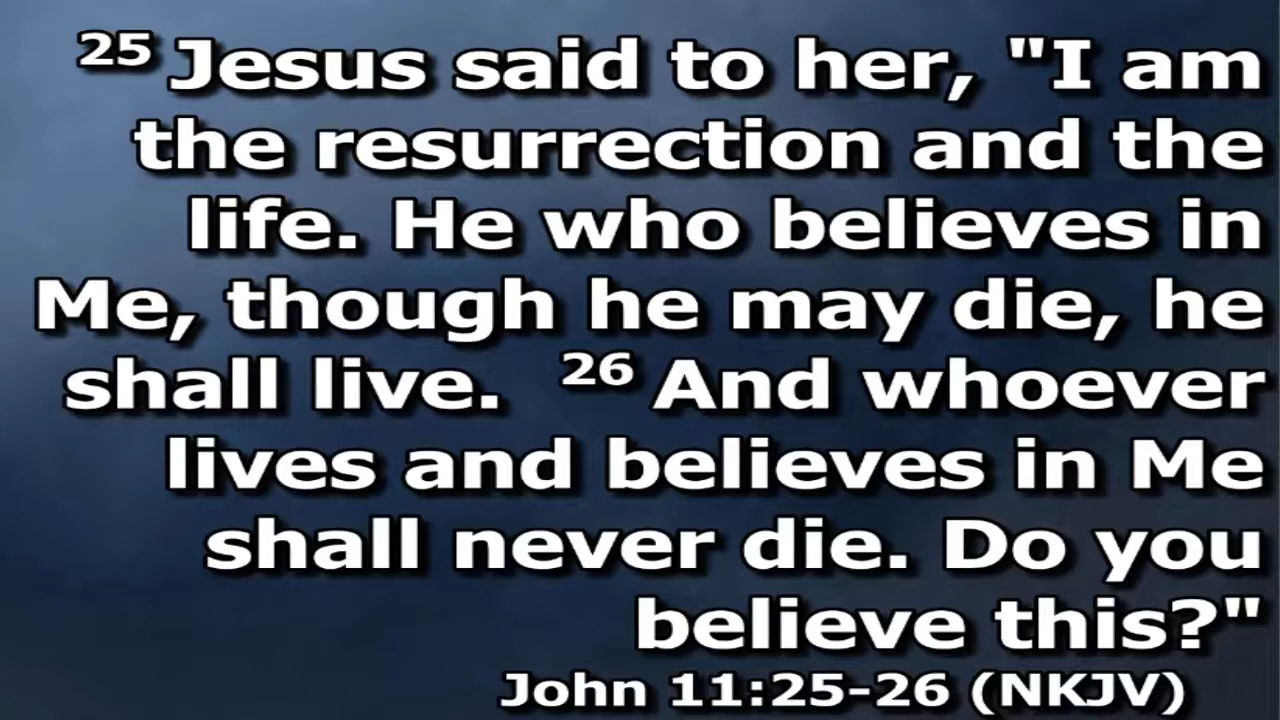 25 Jesus said to her, "I am
the resurrection and the
life. He who believes in
Me, though he may die, he
shall live. 26 And whoever
lives and believes in Me
shall never die. Do you
believe this?"
John 11:25-26 (NKJV)